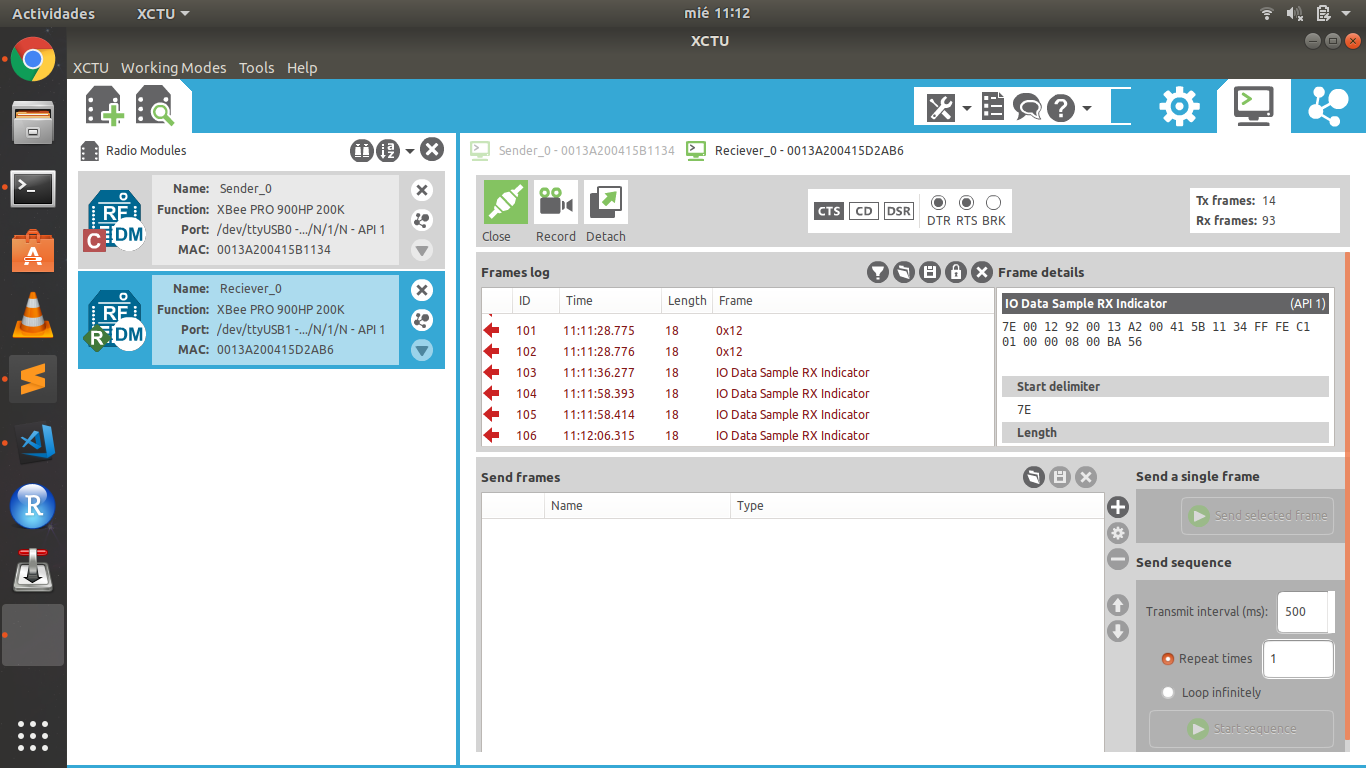 Actividades XCTU mié 11:12
XCTU
XCTU Working Modes Tools Help
Radio Modules
Name: Sender_0
Function: XBee PRO 900HP 200K
Port: /dev/ttyUSB0 -.../N/1/N - API 1
MAC: 0013A200415B1134
Name: Reciever_0
Function: XBee PRO 900HP 200K
Port: /dev/ttyUSB1 -.../N/1/N - API 1
MAC: 0013A200415D2AB6
Sender_0 - 0013A200415B1134 Reciever_0 - 0013A200415D2AB6
Close Record Detach
CTS CD DSR
DTR RTS BRK
Tx frames: 14
Rx frames: 93
Frames log
ID Time Length Frame
101 11:11:28.775 18 0x12
102 11:11:28.776 18 0x12
103 11:11:36.277 18 IO Data Sample RX Indicator
104 11:11:58.393 18 IO Data Sample RX Indicator
105 11:11:58.414 18 IO Data Sample RX Indicator
106 11:12:06.315 18 IO Data Sample RX Indicator
Frame details
IO Data Sample RX Indicator (API 1)
7E 00 12 92 00 13 A2 00 41 5B 11 34 FF FE C1
01 00 00 08 00 BA 56
Start delimiter
7E
Length
Send frames
Name Type
Send a single frame
Send selected frame
Send sequence
Transmit interval (ms): 500
Repeat times 1
Loop infinitely
Start sequence